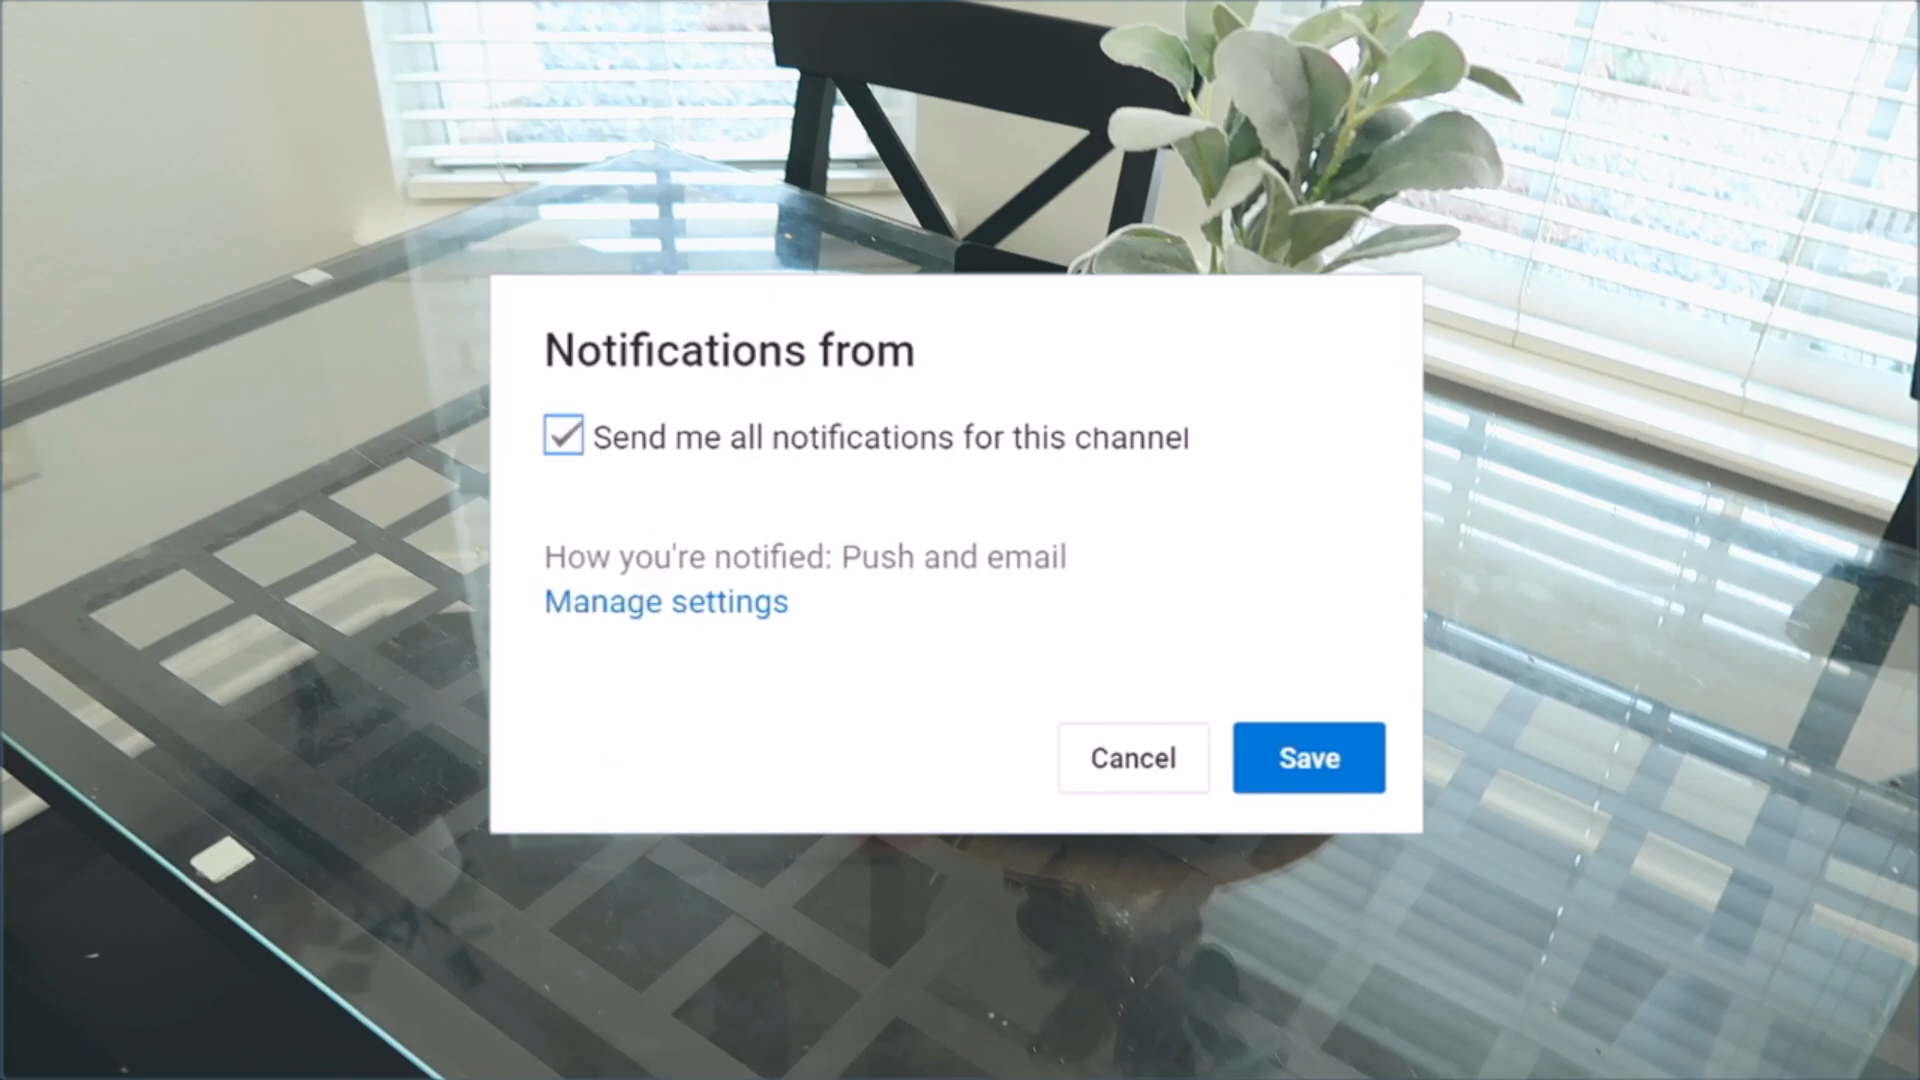 Notifications from
Send me all notifications for this channel
How you're notified: Push and email
Manage settings
Cancel
Save